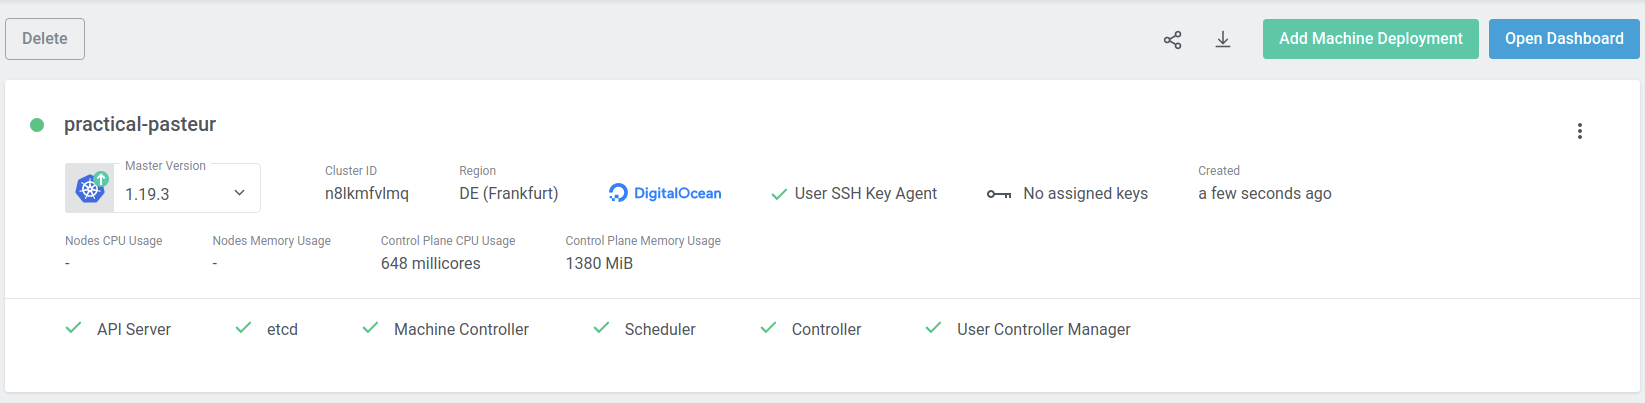 Delete
Add Machine Deployment
Open Dashboard
practical-pasteur
Master Version
1.19.3
Cluster ID
n8lkmfvlmq
Region
DE (Frankfurt)
DigitalOcean
User SSH Key Agent
No assigned keys
Created
a few seconds ago
Nodes CPU Usage
-
Nodes Memory Usage
-
Control Plane CPU Usage
648 millicores
Control Plane Memory Usage
1380 MiB
API Server
etcd
Machine Controller
Scheduler
Controller
User Controller Manager